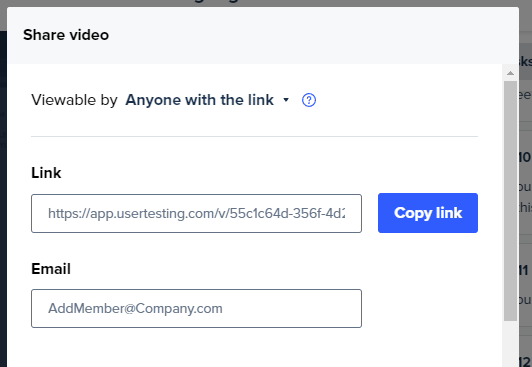 Share video
Viewable by Anyone with the link
Link
https://app.usertesting.com/v/55c1c64d-356f-4d2
Copy link
Email
AddMember@Company.com